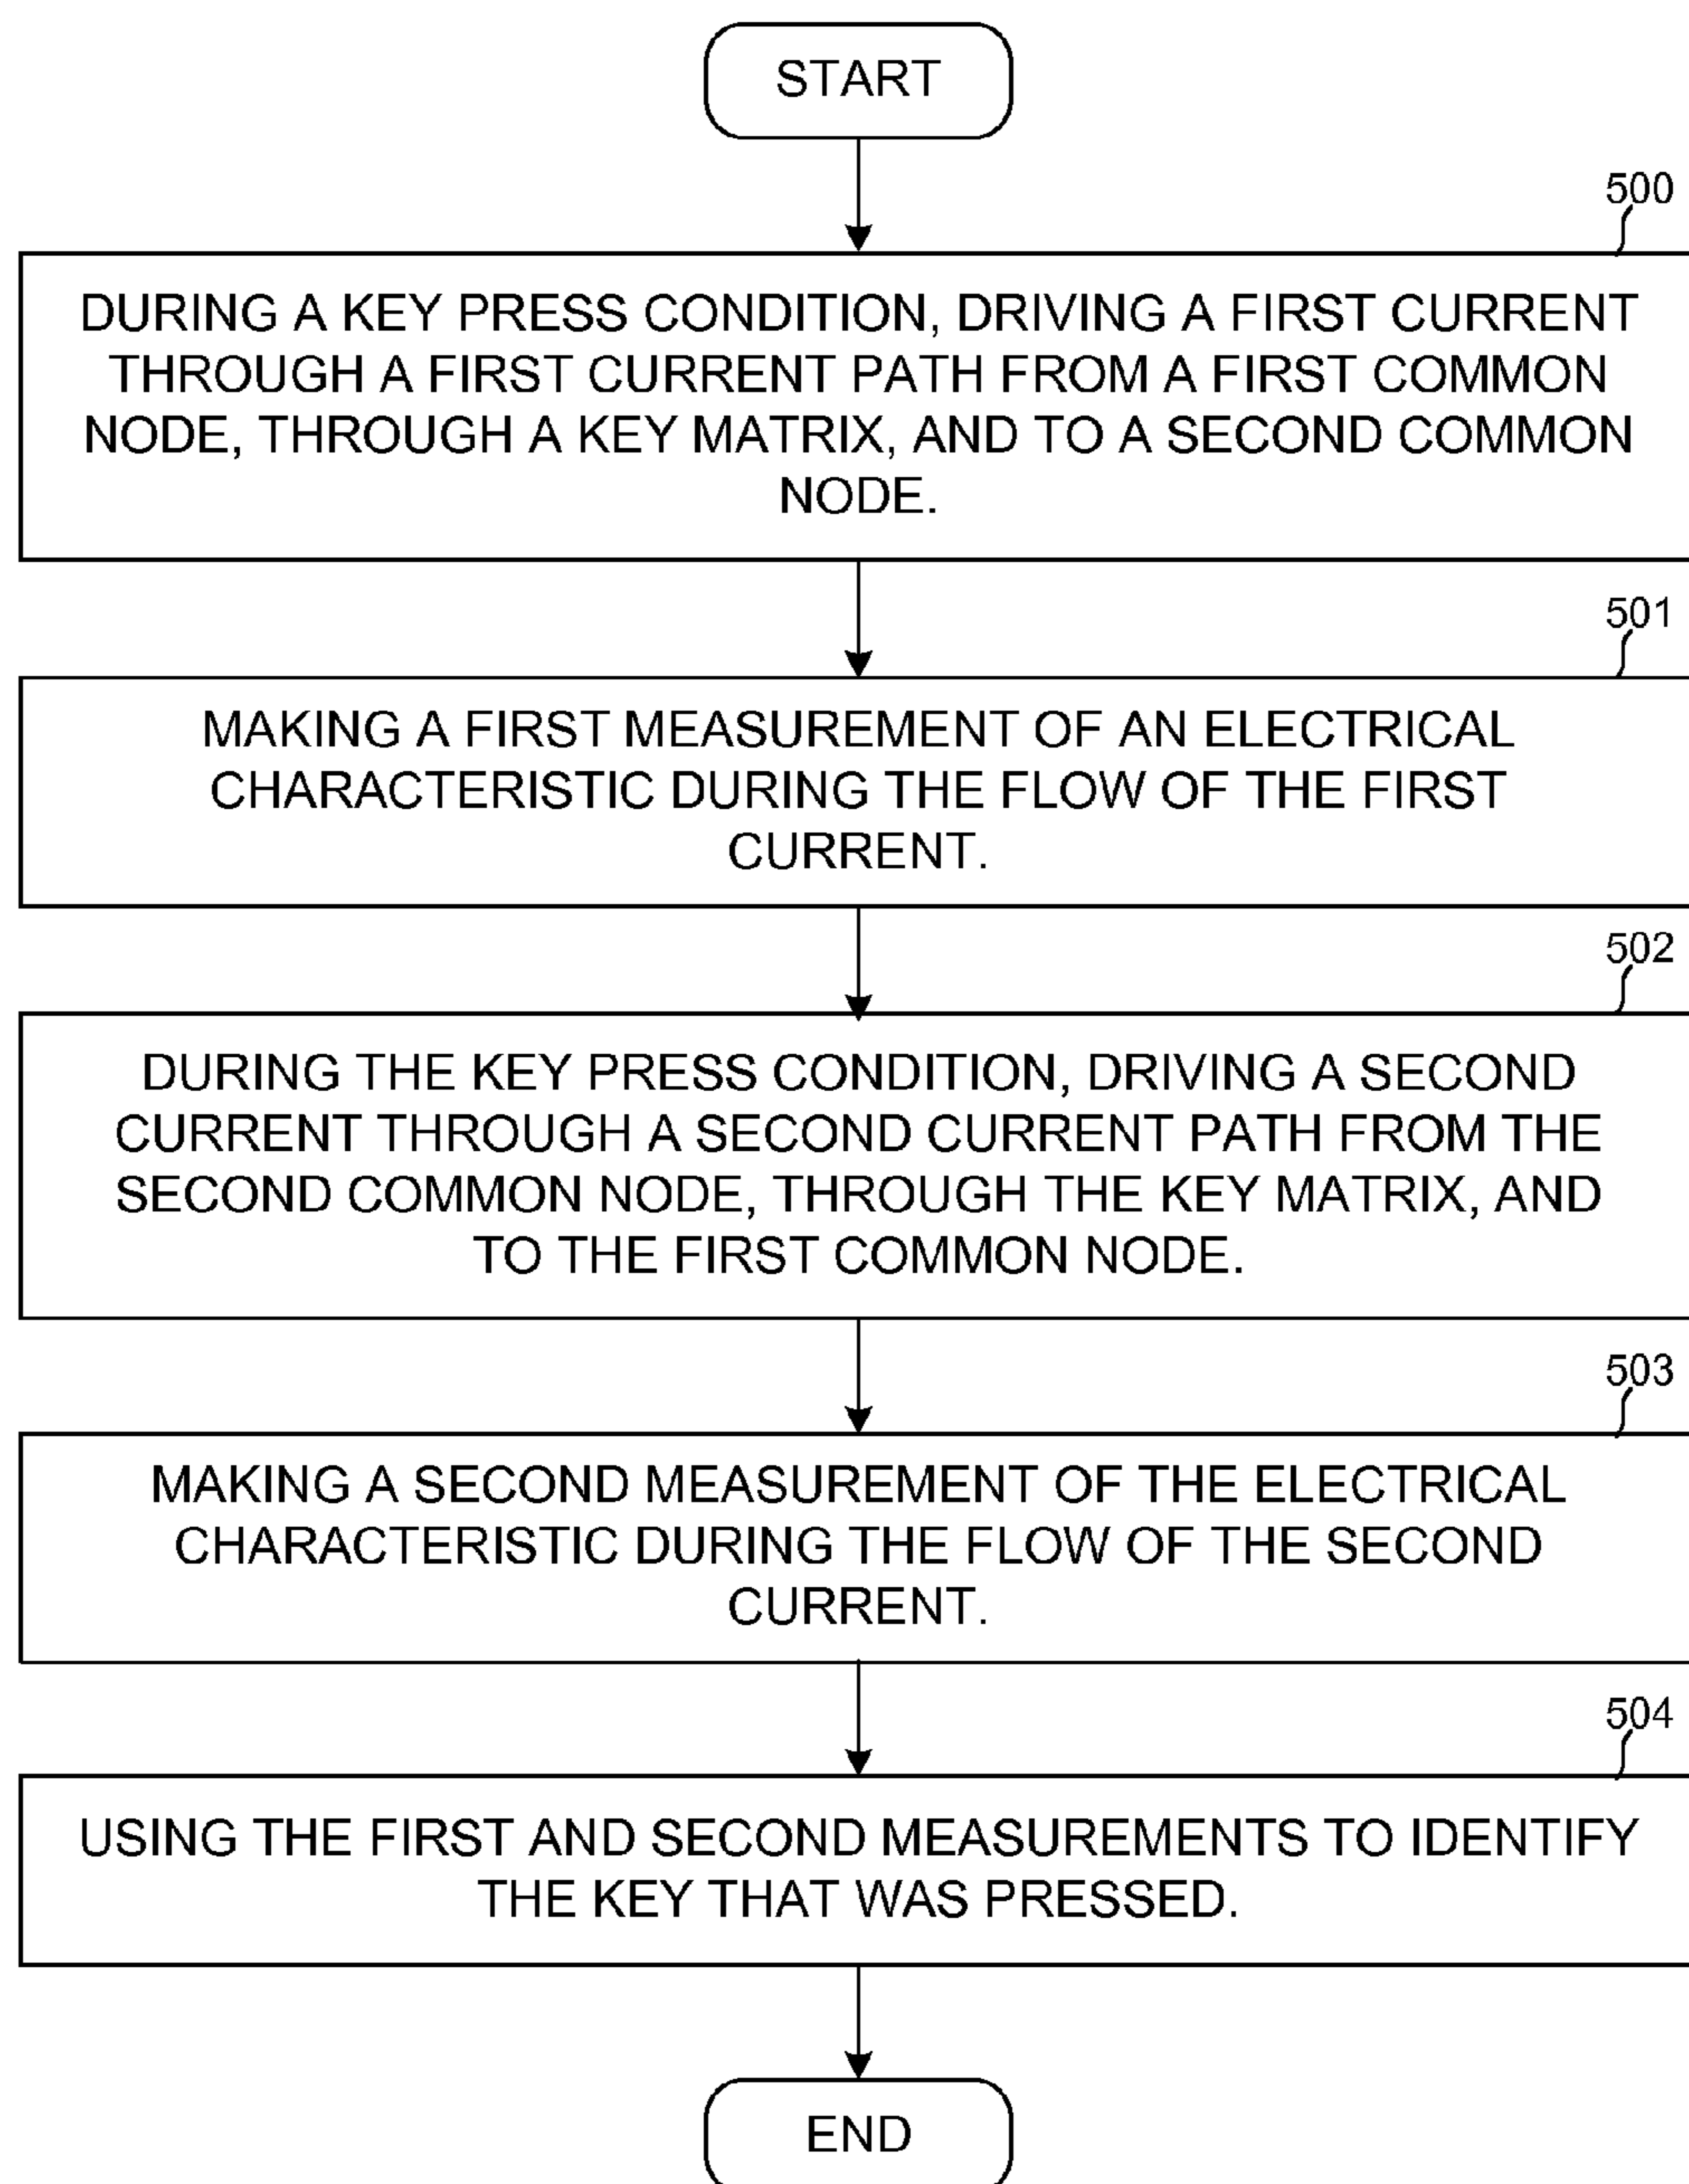 START
500
DURING A KEY PRESS CONDITION, DRIVING A FIRST CURRENT
THROUGH A FIRST CURRENT PATH FROM A FIRST COMMON
NODE, THROUGH A KEY MATRIX, AND TO A SECOND COMMON
NODE.
501
MAKING A FIRST MEASUREMENT OF AN ELECTRICAL
CHARACTERISTIC DURING THE FLOW OF THE FIRST
CURRENT.
502
DURING THE KEY PRESS CONDITION, DRIVING A SECOND
CURRENT THROUGH A SECOND CURRENT PATH FROM THE
SECOND COMMON NODE, THROUGH THE KEY MATRIX, AND
TO THE FIRST COMMON NODE.
503
MAKING A SECOND MEASUREMENT OF THE ELECTRICAL
CHARACTERISTIC DURING THE FLOW OF THE SECOND
CURRENT.
504
USING THE FIRST AND SECOND MEASUREMENTS TO IDENTIFY
THE KEY THAT WAS PRESSED.
END